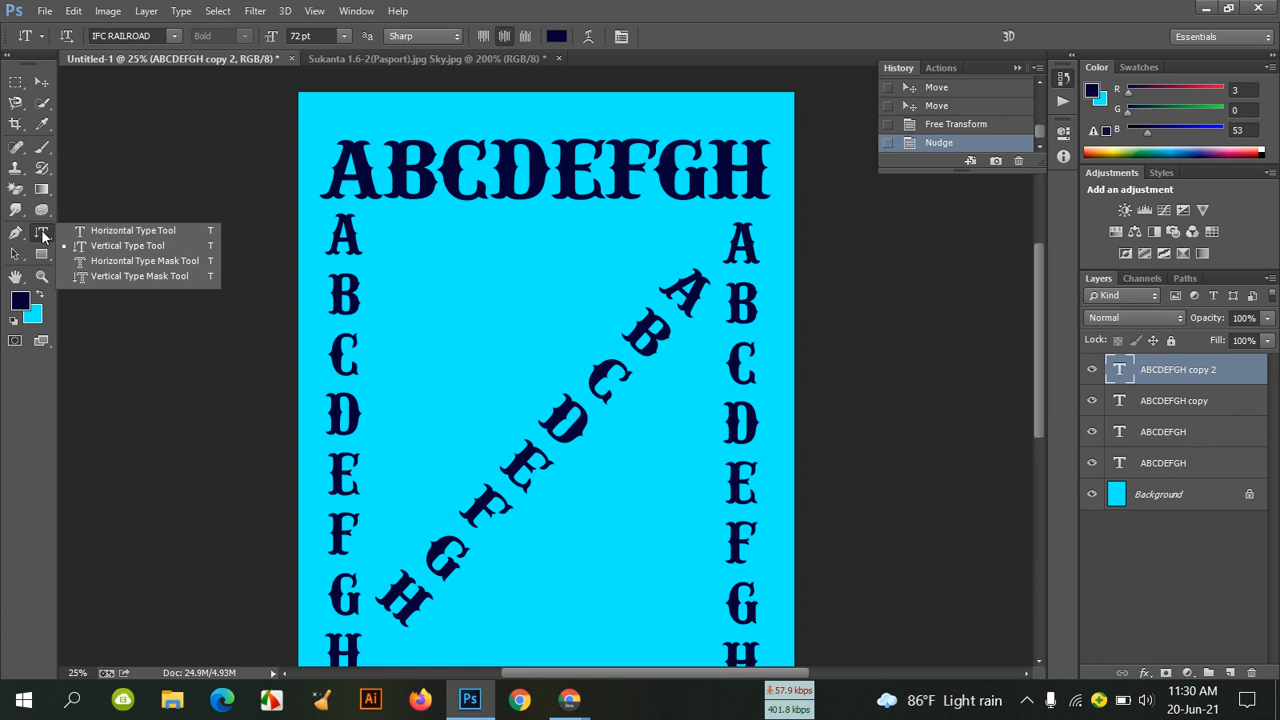 Ps File Edit Image Layer Type Select Filter 3D View Window Help
IFC RAILROAD Bold 72 pt Sharp 3D Essentials
Untitled-1 @ 25% (ABCDEFGH copy 2, RGB/8) * Sukanta 1.6-2(Pasport).jpg Sky.jpg @ 200% (RGB/8) *
History Actions
Move
Move
Free Transform
Nudge
Color Swatches
R 3
G 0
B 53
Adjustments Styles
Add an adjustment
Layers Channels Paths
Kind
Normal Opacity: 100%
Lock: Fill: 100%
ABCDEFGH copy 2
ABCDEFGH copy
ABCDEFGH
ABCDEFGH
Background
Horizontal Type Tool T
Vertical Type Tool T
Horizontal Type Mask Tool T
Vertical Type Mask Tool T
ABCDEFGH
A
B
C
D
E
F
G
H
A
B
C
D
E
F
G
H
A
B
C
D
E
F
G
H
25% Doc: 24.9M/4.93M
Ai Ps Beta
57.9 kbps
401.8 kbps
86°F Light rain
11:30 AM
20-Jun-21